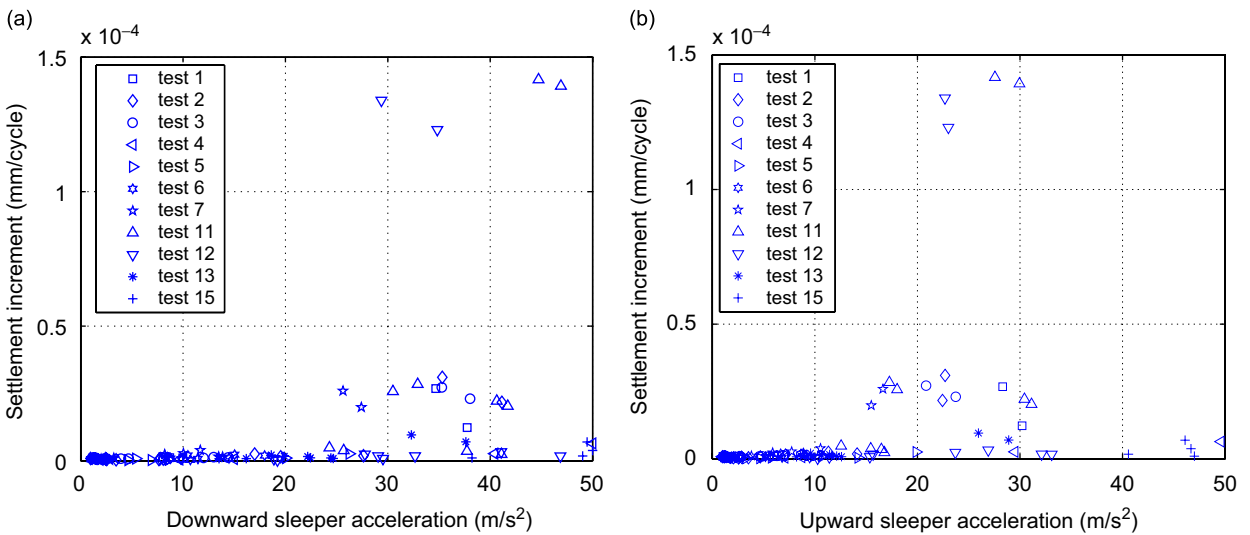 (a)
x 10⁻⁴
1.5
1
0.5
0
Settlement increment (mm/cycle)
test 1
test 2
test 3
test 4
test 5
test 6
test 7
test 11
test 12
test 13
test 15
0 10 20 30 40 50
Downward sleeper acceleration (m/s²)
(b)
x 10⁻⁴
1.5
1
0.5
0
Settlement increment (mm/cycle)
test 1
test 2
test 3
test 4
test 5
test 6
test 7
test 11
test 12
test 13
test 15
0 10 20 30 40 50
Upward sleeper acceleration (m/s²)